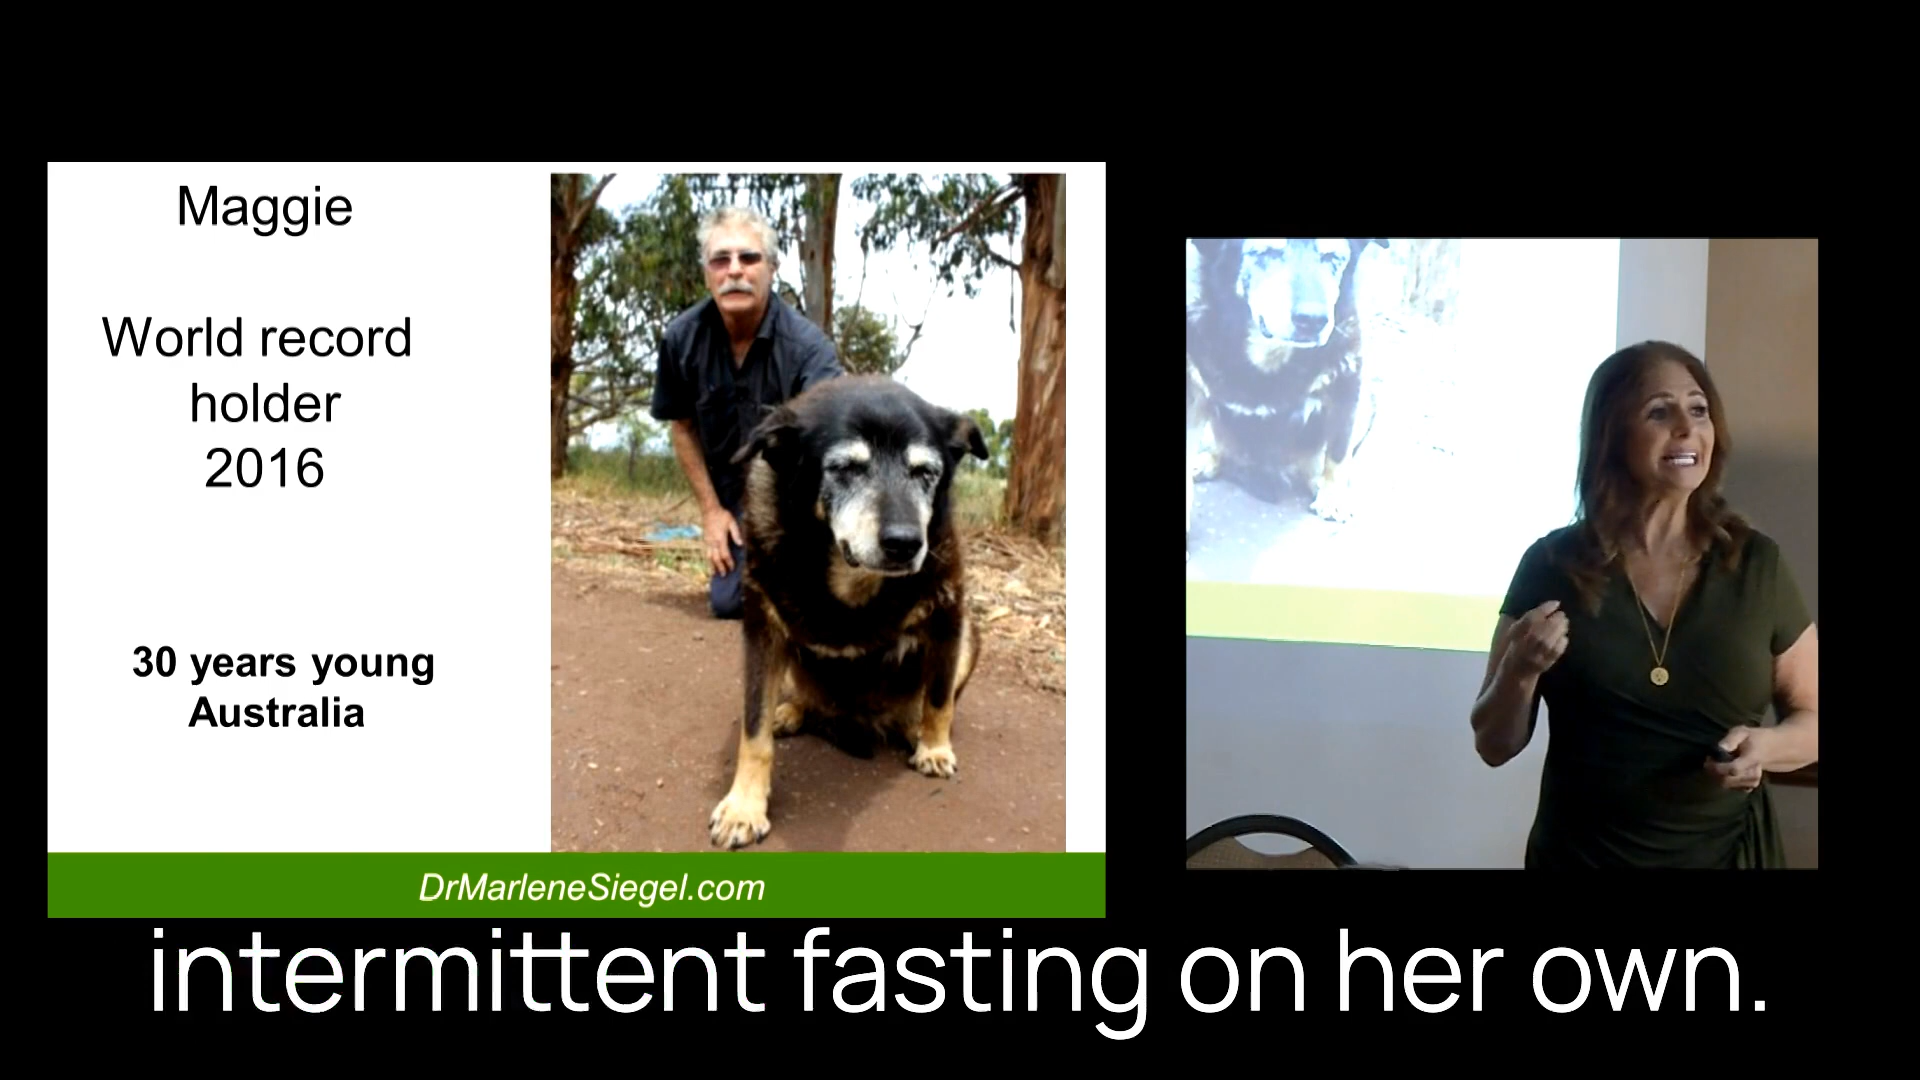 Maggie
World record
holder
2016
30 years young
Australia
DrMarleneSiegel.com
intermittent fasting on her own.